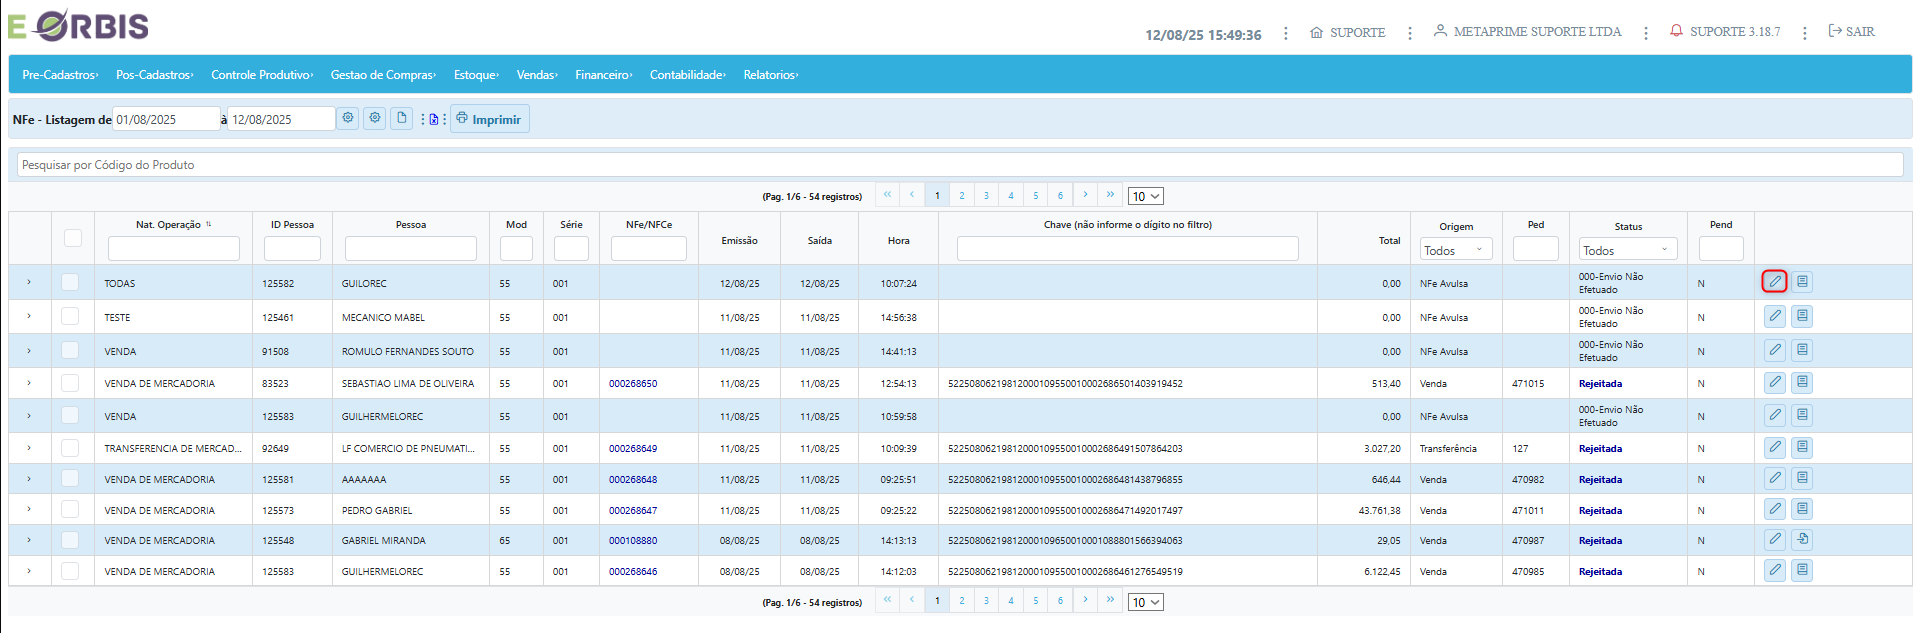 E ORBIS
12/08/25 15:49:36 ⋮ SUPORTE ⋮ METAPRIME SUPORTE LTDA ⋮ SUPORTE 3.18.7 ⋮ SAIR
Pre-Cadastros› Pos-Cadastros› Controle Produtivo› Gestao de Compras› Estoque› Vendas› Financeiro› Contabilidade› Relatorios›
NFe - Listagem de 01/08/2025 à 12/08/2025 Imprimir
Pesquisar por Código do Produto
(Pag. 1/6 - 54 registros) « ‹ 1 2 3 4 5 6 › » 10
Nat. Operação ID Pessoa Pessoa Mod Série NFe/NFCe Emissão Saída Hora Chave (não informe o dígito no filtro) Total Origem Ped Status Pend
Todos Todos
TODAS 125582 GUILOREC 55 001 12/08/25 12/08/25 10:07:24 0,00 NFe Avulsa 000-Envio Não Efetuado N
TESTE 125461 MECANICO MABEL 55 001 11/08/25 11/08/25 14:56:38 0,00 NFe Avulsa 000-Envio Não Efetuado N
VENDA 91508 ROMULO FERNANDES SOUTO 55 001 11/08/25 11/08/25 14:41:13 0,00 NFe Avulsa 000-Envio Não Efetuado N
VENDA DE MERCADORIA 83523 SEBASTIAO LIMA DE OLIVEIRA 55 001 000268650 11/08/25 11/08/25 12:54:13 52250806219812000109550010002686501403919452 513,40 Venda 471015 Rejeitada N
VENDA 125583 GUILHERMELOREC 55 001 11/08/25 11/08/25 10:59:58 0,00 NFe Avulsa 000-Envio Não Efetuado N
TRANSFERENCIA DE MERCAD... 92649 LF COMERCIO DE PNEUMATI... 55 001 000268649 11/08/25 11/08/25 10:09:39 52250806219812000109550010002686491507864203 3.027,20 Transferência 127 Rejeitada N
VENDA DE MERCADORIA 125581 AAAAAAA 55 001 000268648 11/08/25 11/08/25 09:25:51 52250806219812000109550010002686481438796855 646,44 Venda 470982 Rejeitada N
VENDA DE MERCADORIA 125573 PEDRO GABRIEL 55 001 000268647 11/08/25 11/08/25 09:25:22 52250806219812000109550010002686471492017497 43.761,38 Venda 471011 Rejeitada N
VENDA DE MERCADORIA 125548 GABRIEL MIRANDA 65 001 000108880 08/08/25 08/08/25 14:13:13 52250806219812000109650010001088801566394063 29,05 Venda 470987 Rejeitada N
VENDA DE MERCADORIA 125583 GUILHERMELOREC 55 001 000268646 08/08/25 08/08/25 14:12:03 52250806219812000109550010002686461276549519 6.122,45 Venda 470985 Rejeitada N
(Pag. 1/6 - 54 registros) « ‹ 1 2 3 4 5 6 › » 10